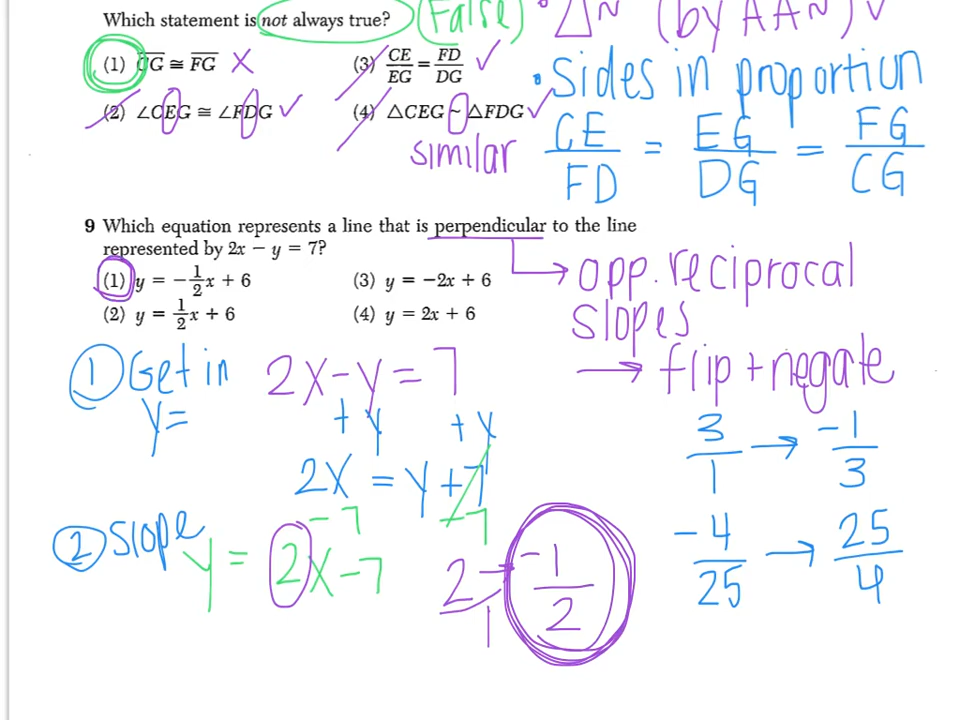 Which statement is not always true? (False) • △~ (by AA~) ✓
(1) CG ≅ FG X
(3) CE/EG = FD/DG ✓
(2) ∠CEG ≅ ∠FDG ✓
(4) △CEG ~ △FDG ✓
similar
• Sides in proportion
CE/FD = EG/DG = FG/CG
9 Which equation represents a line that is perpendicular to the line
represented by 2x − y = 7?
(1) y = −1/2x + 6
(3) y = −2x + 6
(2) y = 1/2x + 6
(4) y = 2x + 6
→ opp. reciprocal
slopes
→ flip + negate
3/1 → -1/3
-4/25 → 25/4
① Get in
y=
2x-y = 7
+y +y
2x = y+7
-7 -7
② Slope
y = 2x-7
2/1 → -1/2